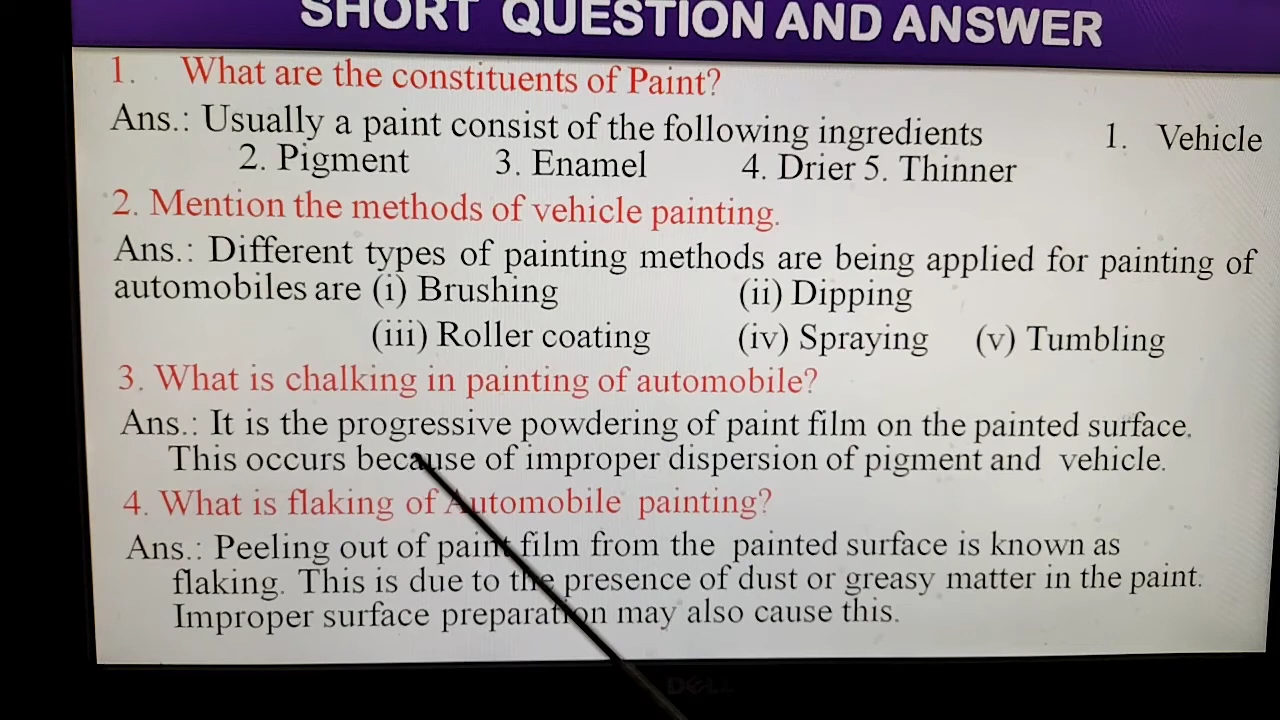 SHORT QUESTION AND ANSWER
1. What are the constituents of Paint?
Ans.: Usually a paint consist of the following ingredients 1. Vehicle
2. Pigment 3. Enamel 4. Drier 5. Thinner
2. Mention the methods of vehicle painting.
Ans.: Different types of painting methods are being applied for painting of
automobiles are (i) Brushing (ii) Dipping
(iii) Roller coating (iv) Spraying (v) Tumbling
3. What is chalking in painting of automobile?
Ans.: It is the progressive powdering of paint film on the painted surface.
This occurs because of improper dispersion of pigment and vehicle.
4. What is flaking of Automobile painting?
Ans.: Peeling out of paint film from the painted surface is known as
flaking. This is due to the presence of dust or greasy matter in the paint.
Improper surface preparation may also cause this.
DELL